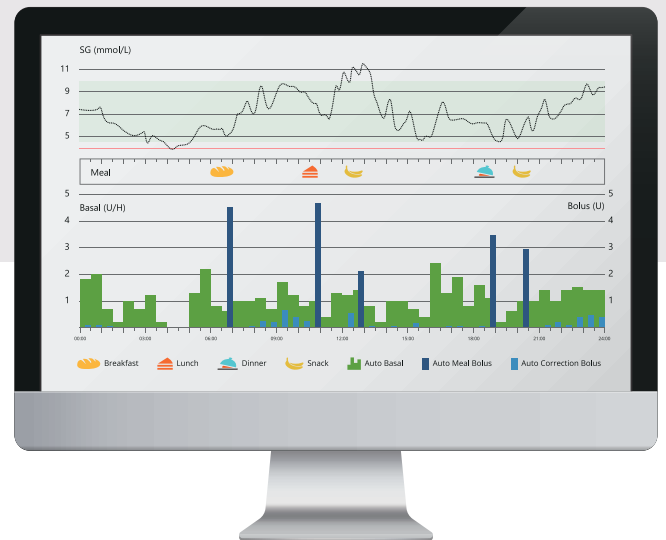 SG (mmol/L)
11
9
7
5
Meal
5 5
Basal (U/H) Bolus (U)
4 4
3 3
2 2
1 1
00:00 03:00 06:00 09:00 12:00 15:00 18:00 21:00 24:00
Breakfast Lunch Dinner Snack Auto Basal Auto Meal Bolus Auto Correction Bolus